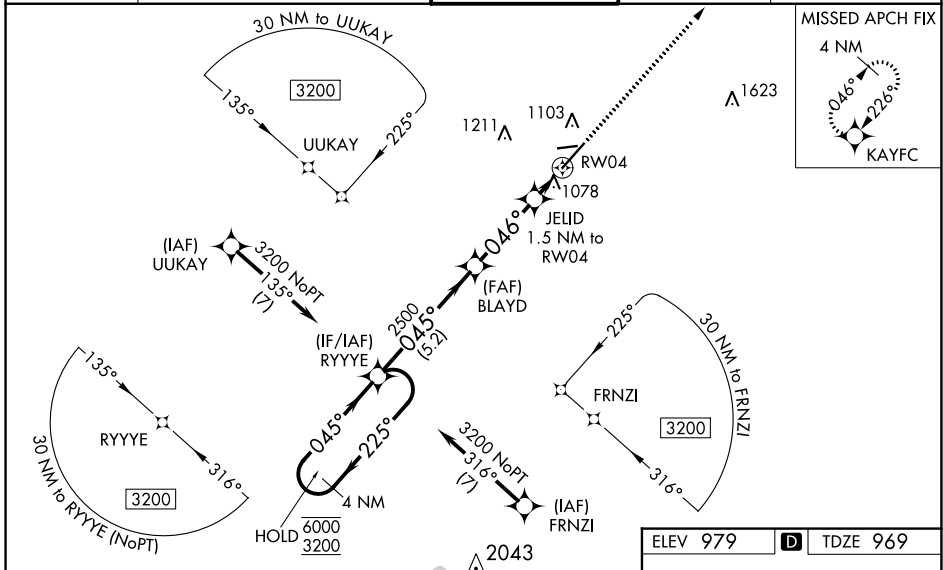 30 NM to UUKAY
3200
135°
225°
UUKAY
MISSED APCH FIX
4 NM
046°
226°
KAYFC
1623
1211
1103
RW04
1078
JELID
1.5 NM to
RW04
046°
(FAF)
BLAYD
(IAF)
UUKAY
3200 NoPT
135°
(7)
2500
045°
(5.2)
(IF/IAF)
RYYYE
135°
RYYYE
316°
3200
30 NM to RYYYE (NoPT)
045°
225°
4 NM
HOLD
6000
3200
225°
30 NM to FRNZI
FRNZI
3200
316°
3200 NoPT
316°
(7)
(IAF)
FRNZI
2043
ELEV 979
D
TDZE 969